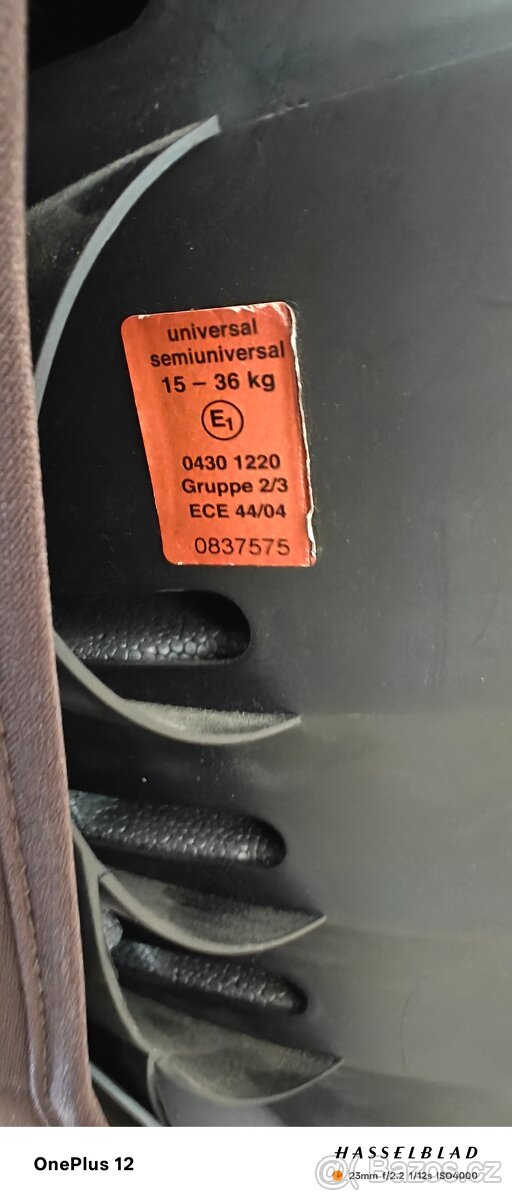 universal
semiuniversal
15 – 36 kg
E1
0430 1220
Gruppe 2/3
ECE 44/04
0837575
OnePlus 12
HASSELBLAD
23mm f/2.2 1/12s ISO4000
© Bazos.cz